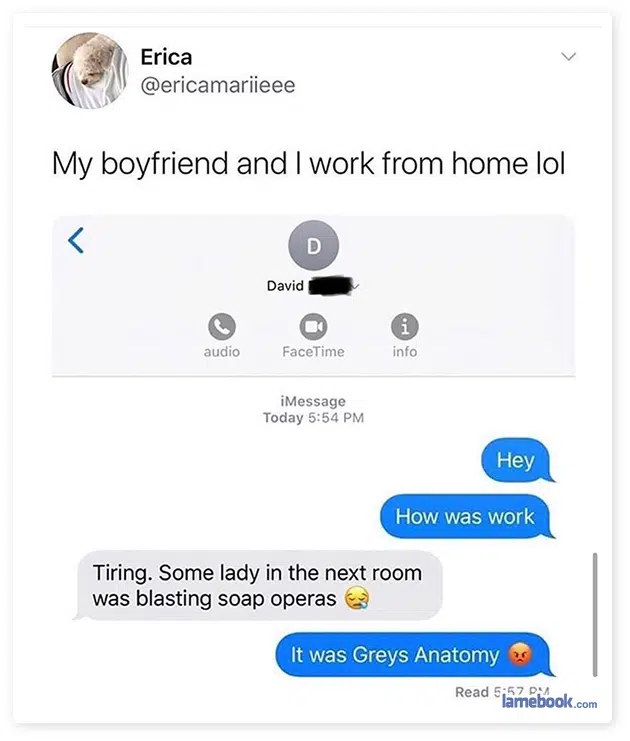 Erica
@ericamariieee
My boyfriend and I work from home lol
D
David
audio FaceTime info
iMessage
Today 5:54 PM
Hey
How was work
Tiring. Some lady in the next room
was blasting soap operas 😪
It was Greys Anatomy 😡
Read 5:57 PM
lamebook.com